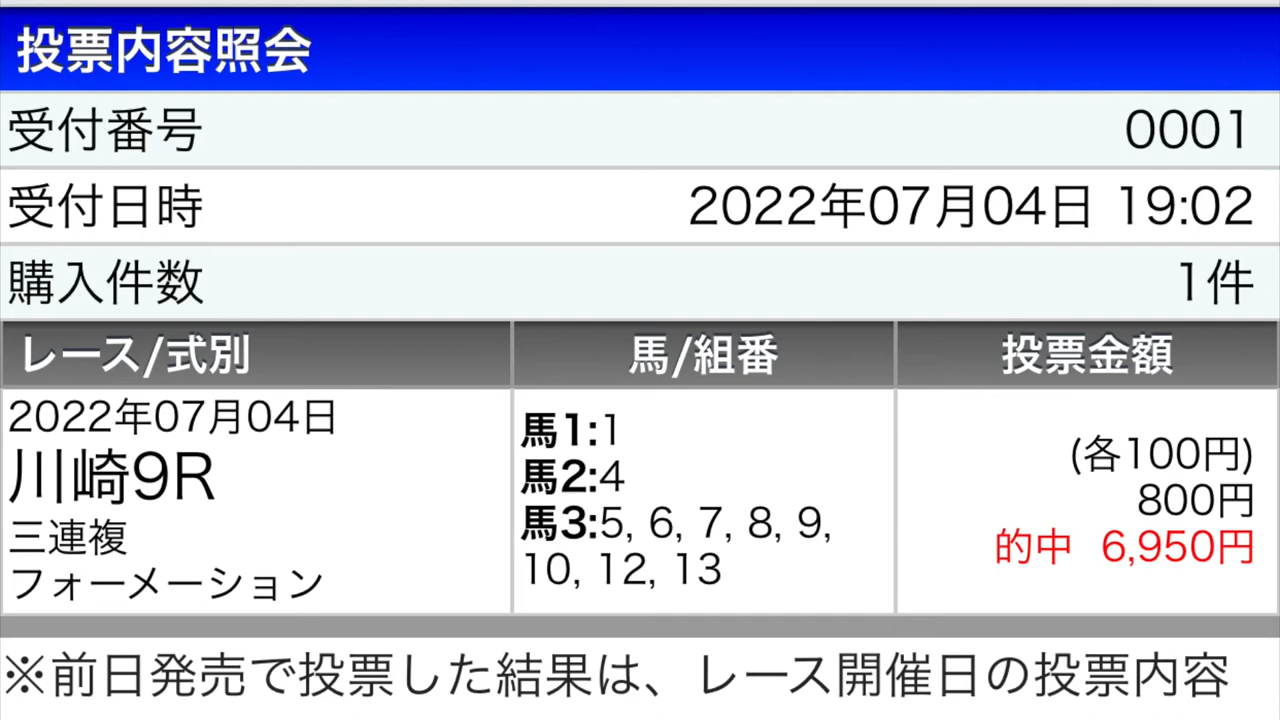 投票内容照会
受付番号 0001
受付日時 2022年07月04日 19:02
購入件数 1件
レース/式別 馬/組番 投票金額
2022年07月04日
川崎9R
三連複
フォーメーション
馬1:1
馬2:4
馬3:5, 6, 7, 8, 9,
10, 12, 13
(各100円)
800円
的中 6,950円
※前日発売で投票した結果は、レース開催日の投票内容